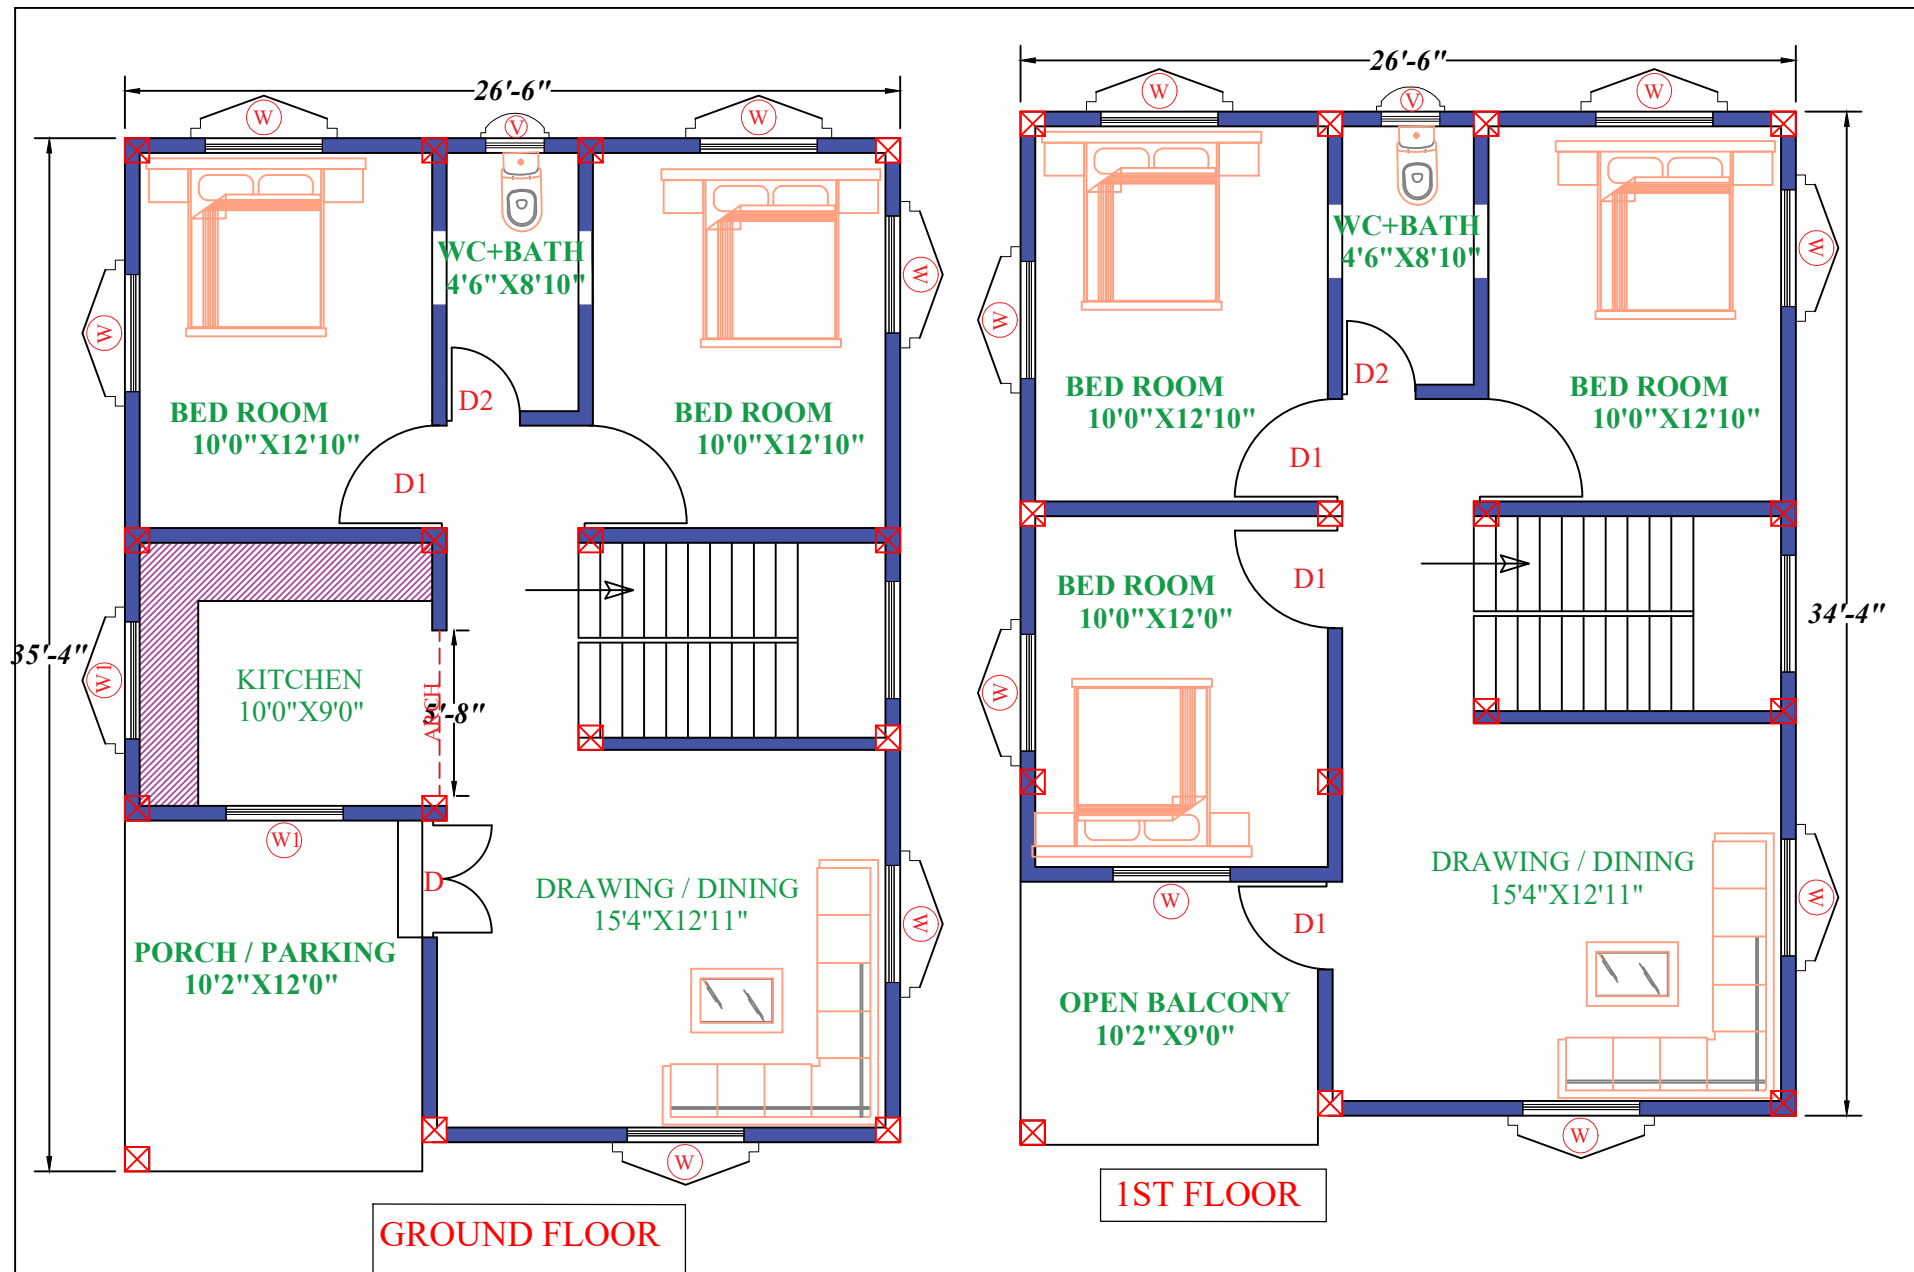 26'-6"
W
V
W
W
W
WC+BATH
4'6"X8'10"
D2
BED ROOM
10'0"X12'10"
BED ROOM
10'0"X12'10"
D1
35'-4"
W1
KITCHEN
10'0"X9'0"
ARCH
5'-8"
W1
D
DRAWING / DINING
15'4"X12'11"
W
PORCH / PARKING
10'2"X12'0"
W
GROUND FLOOR
26'-6"
W
V
W
W
W
WC+BATH
4'6"X8'10"
D2
BED ROOM
10'0"X12'10"
BED ROOM
10'0"X12'10"
D1
D1
BED ROOM
10'0"X12'0"
34'-4"
W
W
D1
DRAWING / DINING
15'4"X12'11"
W
OPEN BALCONY
10'2"X9'0"
W
1ST FLOOR